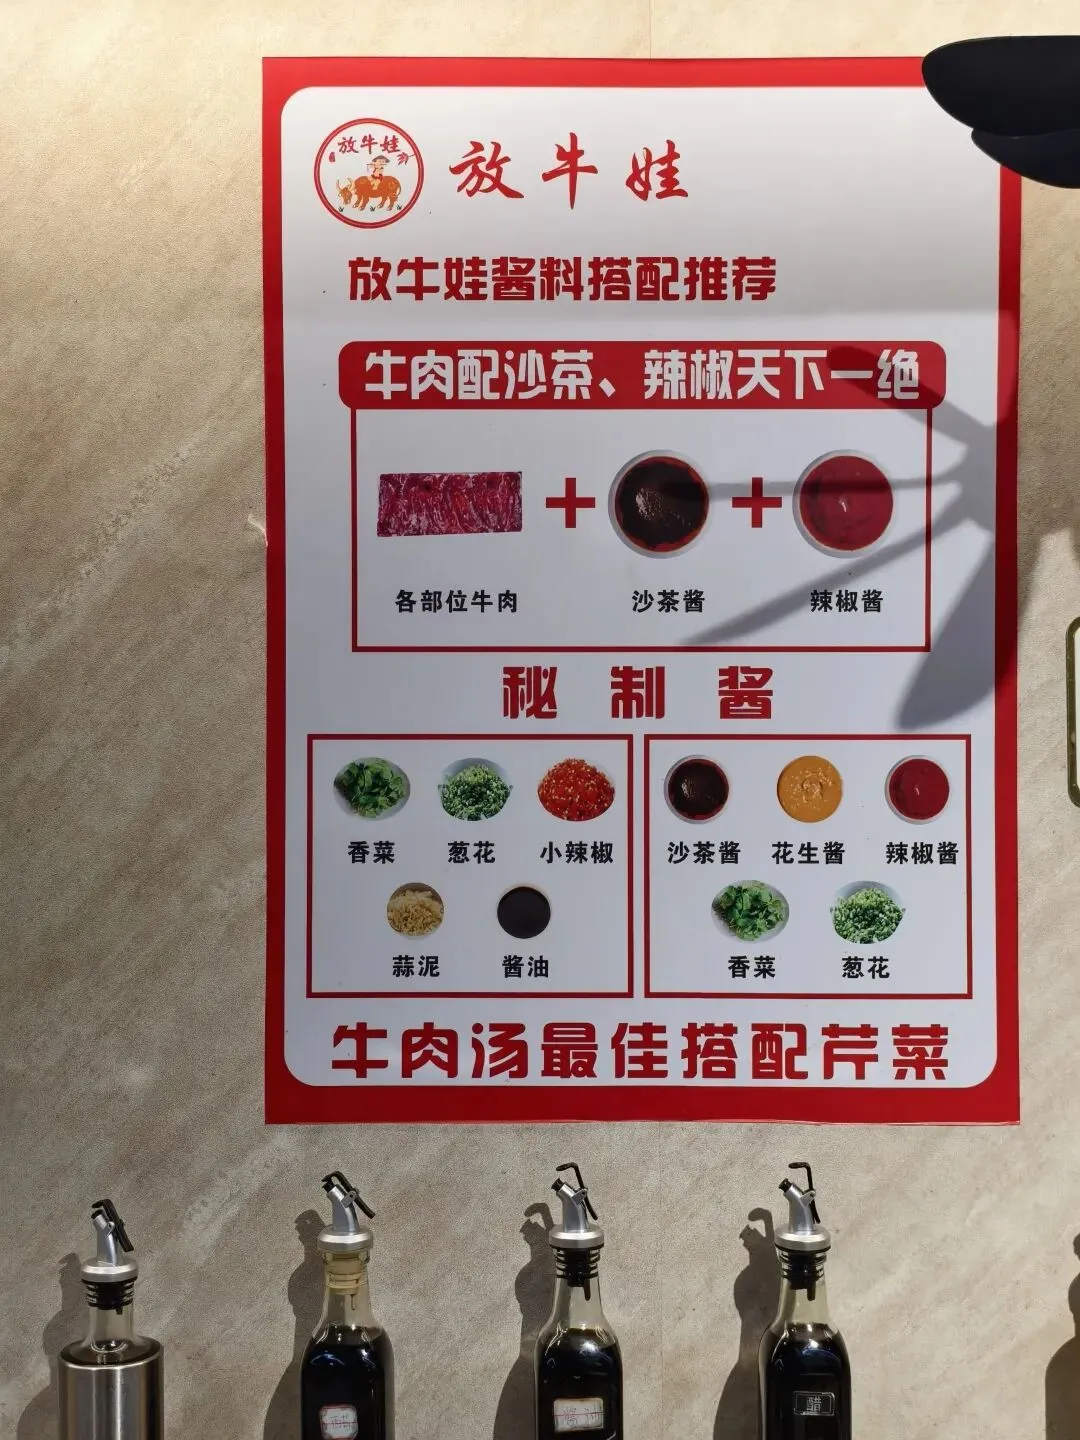 放牛娃
放牛娃
放牛娃酱料搭配推荐
牛肉配沙茶、辣椒天下一绝
各部位牛肉
沙茶酱
辣椒酱
秘制酱
香菜 葱花 小辣椒
蒜泥 酱油
沙茶酱 花生酱 辣椒酱
香菜 葱花
牛肉汤最佳搭配芹菜
醋
酱油
醋